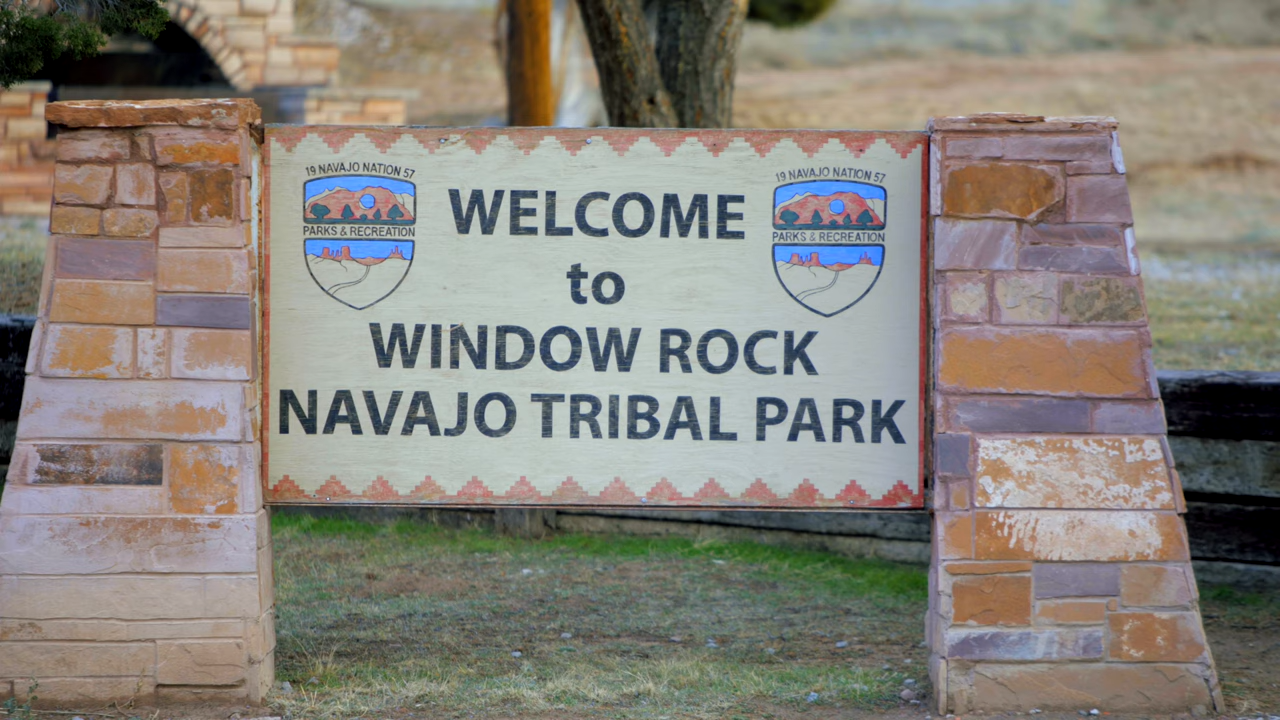 19 NAVAJO NATION 57
PARKS & RECREATION
19 NAVAJO NATION 57
PARKS & RECREATION
WELCOME
to
WINDOW ROCK
NAVAJO TRIBAL PARK